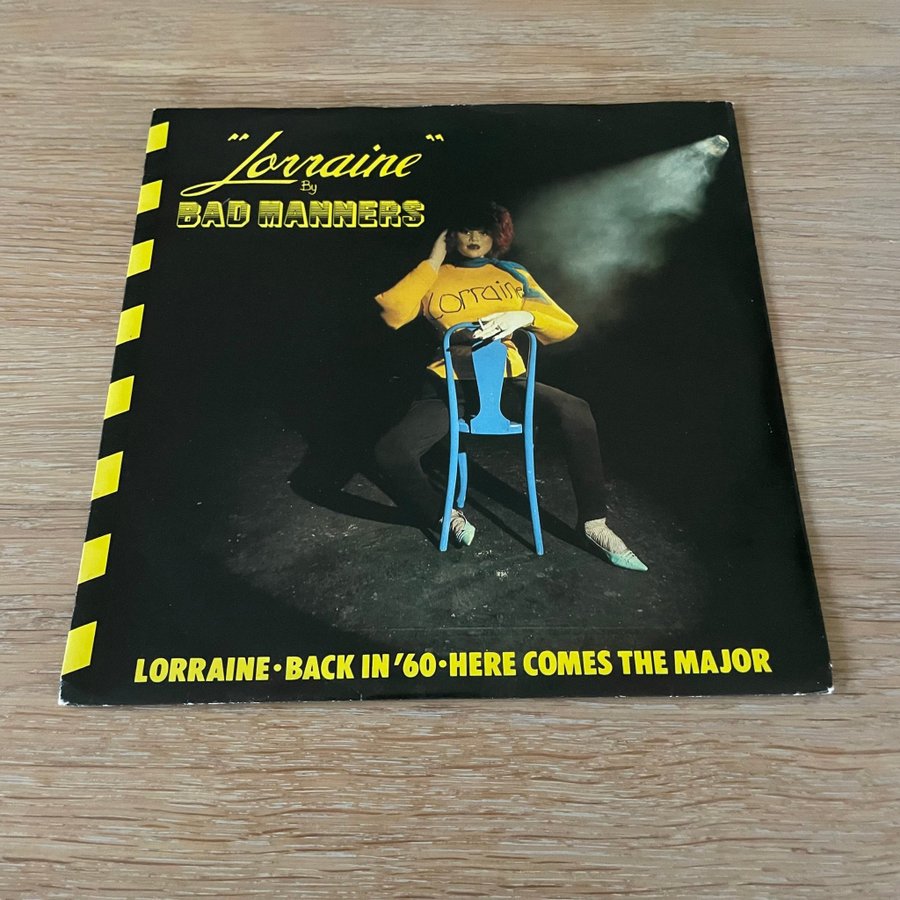 "Lorraine"
By
BAD MANNERS
Lorraine
LORRAINE • BACK IN '60 • HERE COMES THE MAJOR